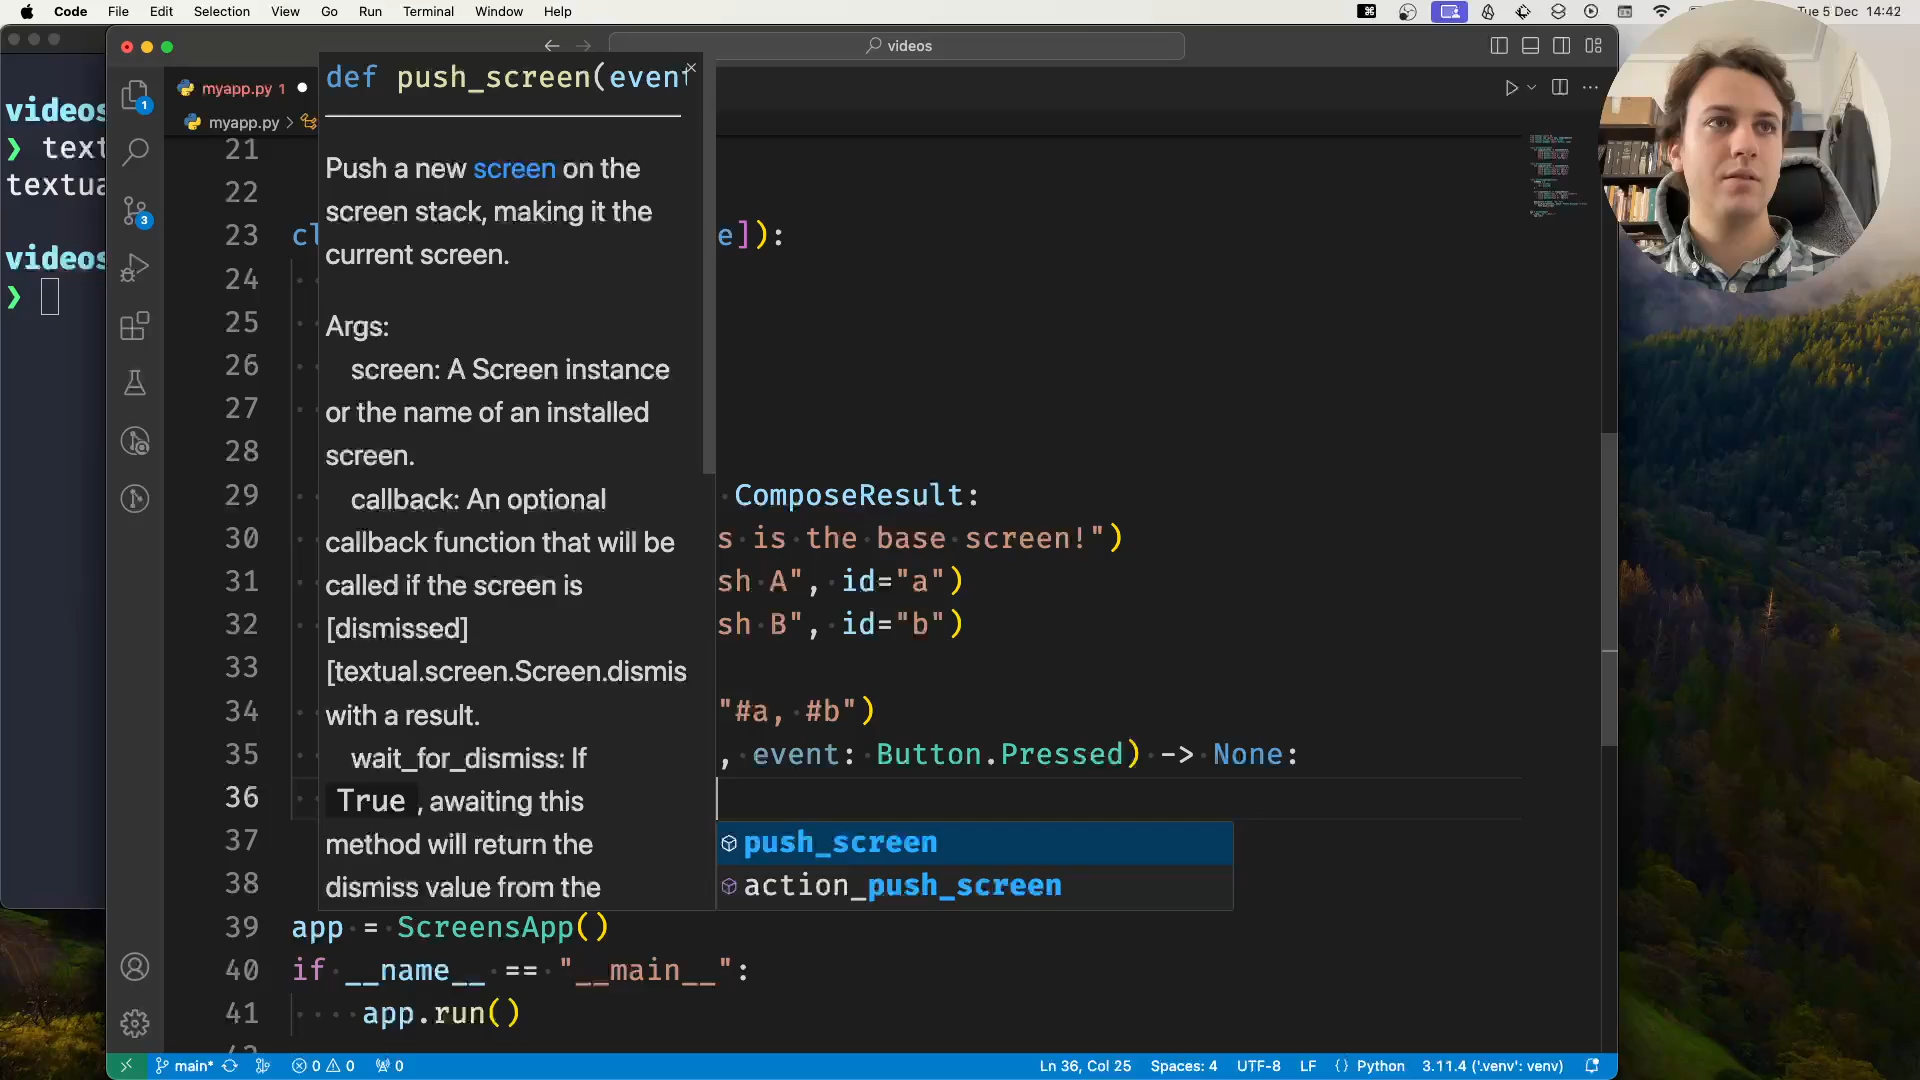 Code File Edit Selection View Go Run Terminal Window Help
Tue 5 Dec 14:42
videos
myapp.py 1
myapp.py
videos
❯ text
textua
videos
❯
1
3
def push_screen(event
Push a new screen on the
screen stack, making it the
current screen.
Args:
screen: A Screen instance
or the name of an installed
screen.
callback: An optional
callback function that will be
called if the screen is
[dismissed]
[textual.screen.Screen.dismis
with a result.
wait_for_dismiss: If
True , awaiting this
method will return the
dismiss value from the
21
22
23 cl e]):
24
25
26
27
28
29 ComposeResult:
30 s is the base screen!")
31 sh A", id="a")
32 sh B", id="b")
33
34 "#a, #b")
35 , event: Button.Pressed) -> None:
36
37
38
push_screen
action_push_screen
39 app = ScreensApp()
40 if __name__ == "__main__":
41 app.run()
main* 0 0 0 Ln 36, Col 25 Spaces: 4 UTF-8 LF Python 3.11.4 ('.venv': venv)